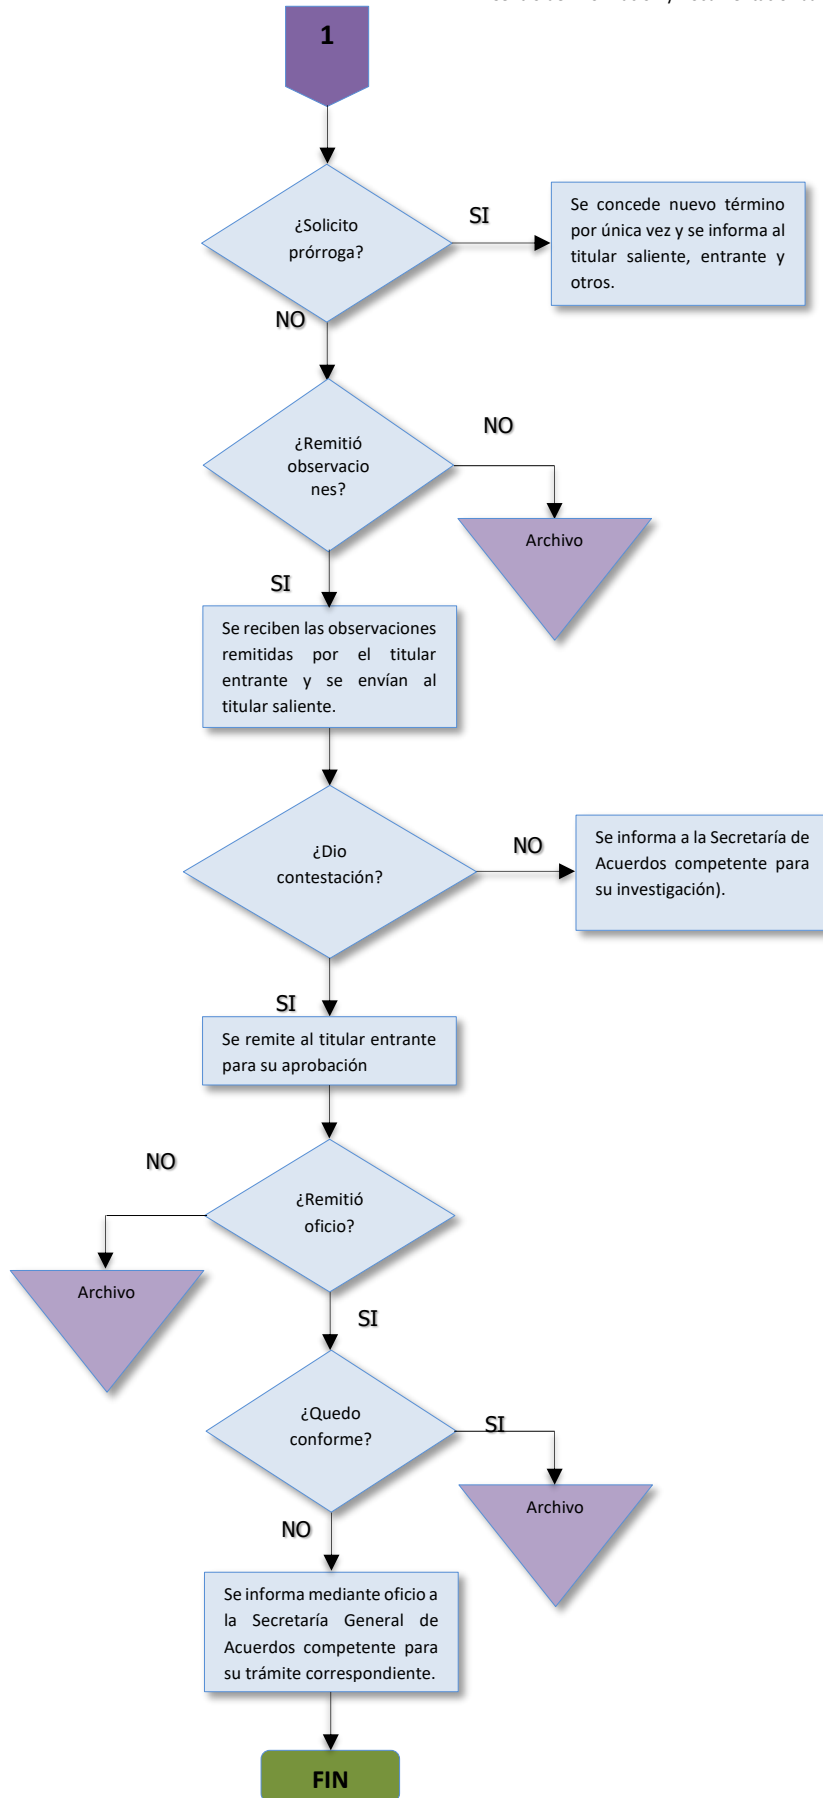 1
¿Solicito
prórroga?
SI
Se concede nuevo término
por única vez y se informa al
titular saliente, entrante y
otros.
NO
¿Remitió
observacio
nes?
NO
Archivo
SI
Se reciben las observaciones
remitidas por el titular
entrante y se envían al
titular saliente.
¿Dio
contestación?
NO
Se informa a la Secretaría de
Acuerdos competente para
su investigación).
SI
Se remite al titular entrante
para su aprobación
NO
¿Remitió
oficio?
Archivo
SI
¿Quedo
conforme?
SI
Archivo
NO
Se informa mediante oficio a
la Secretaría General de
Acuerdos competente para
su trámite correspondiente.
FIN